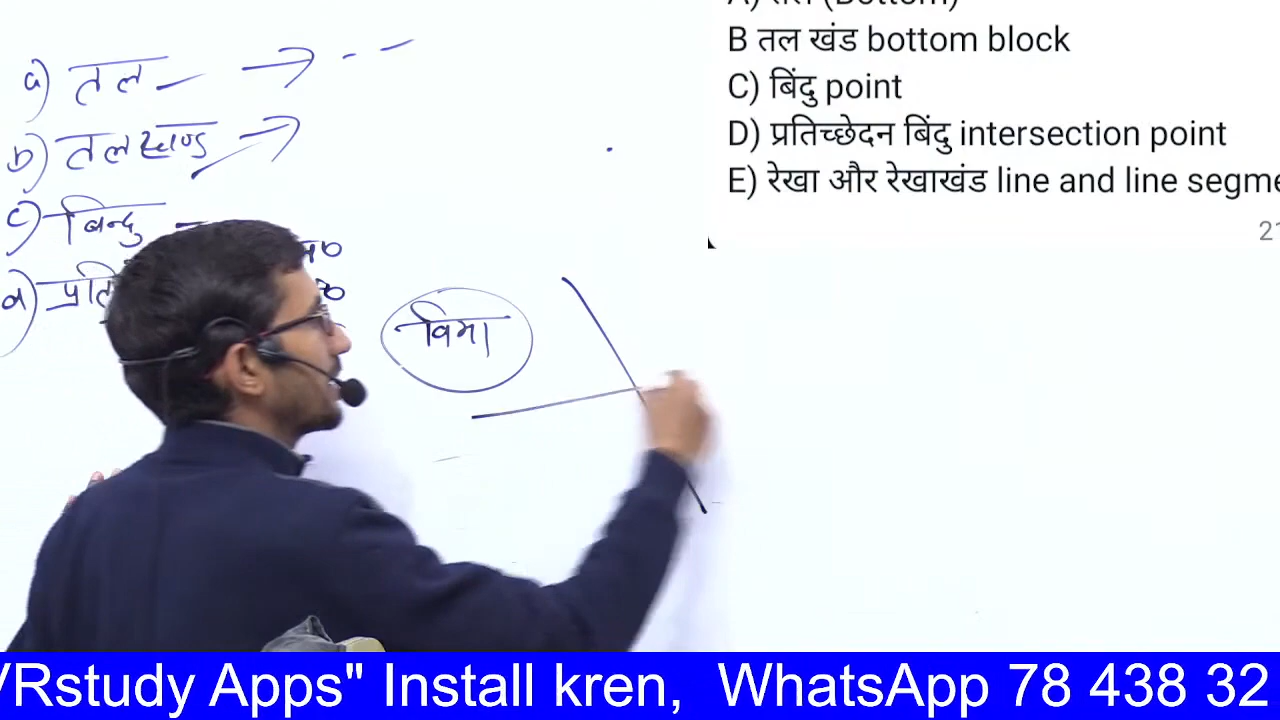 a) तल
b) तलखण्ड
c) बिन्दु
d) प्रति
विमा
B तल खंड bottom block
C) बिंदु point
D) प्रतिच्छेदन बिंदु intersection point
E) रेखा और रेखाखंड line and line segme
21
VRstudy Apps" Install kren, WhatsApp 78 438 32